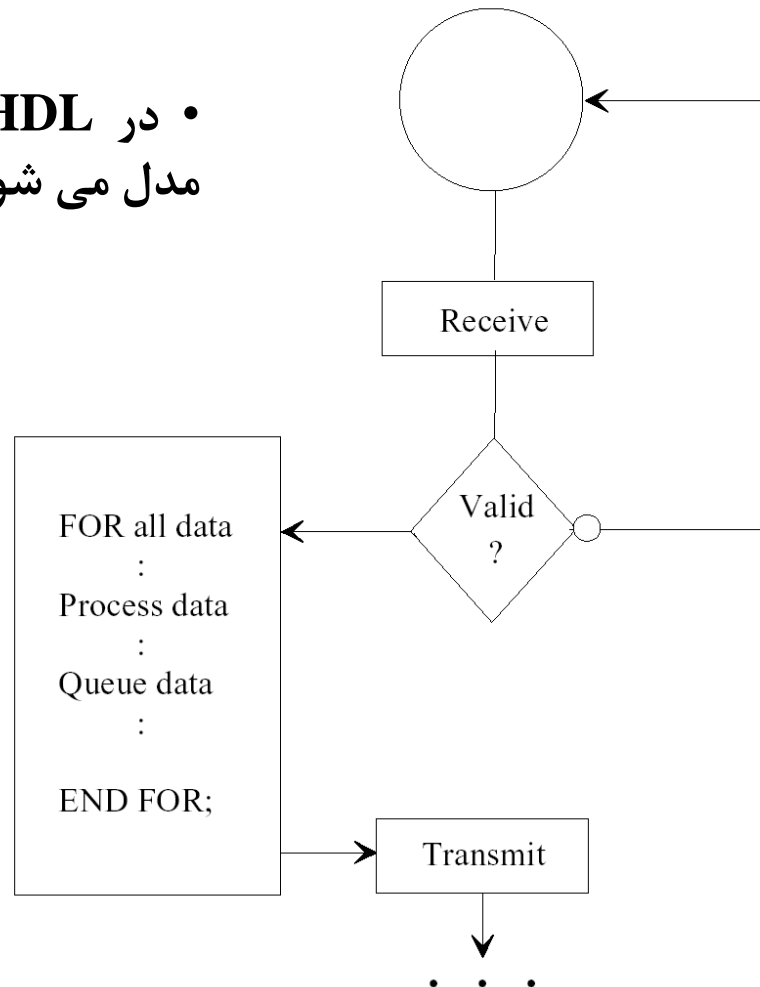 • در HDL
مدل می شو
Receive
Valid
?
FOR all data
:
Process data
:
Queue data
:
END FOR;
Transmit
. . .